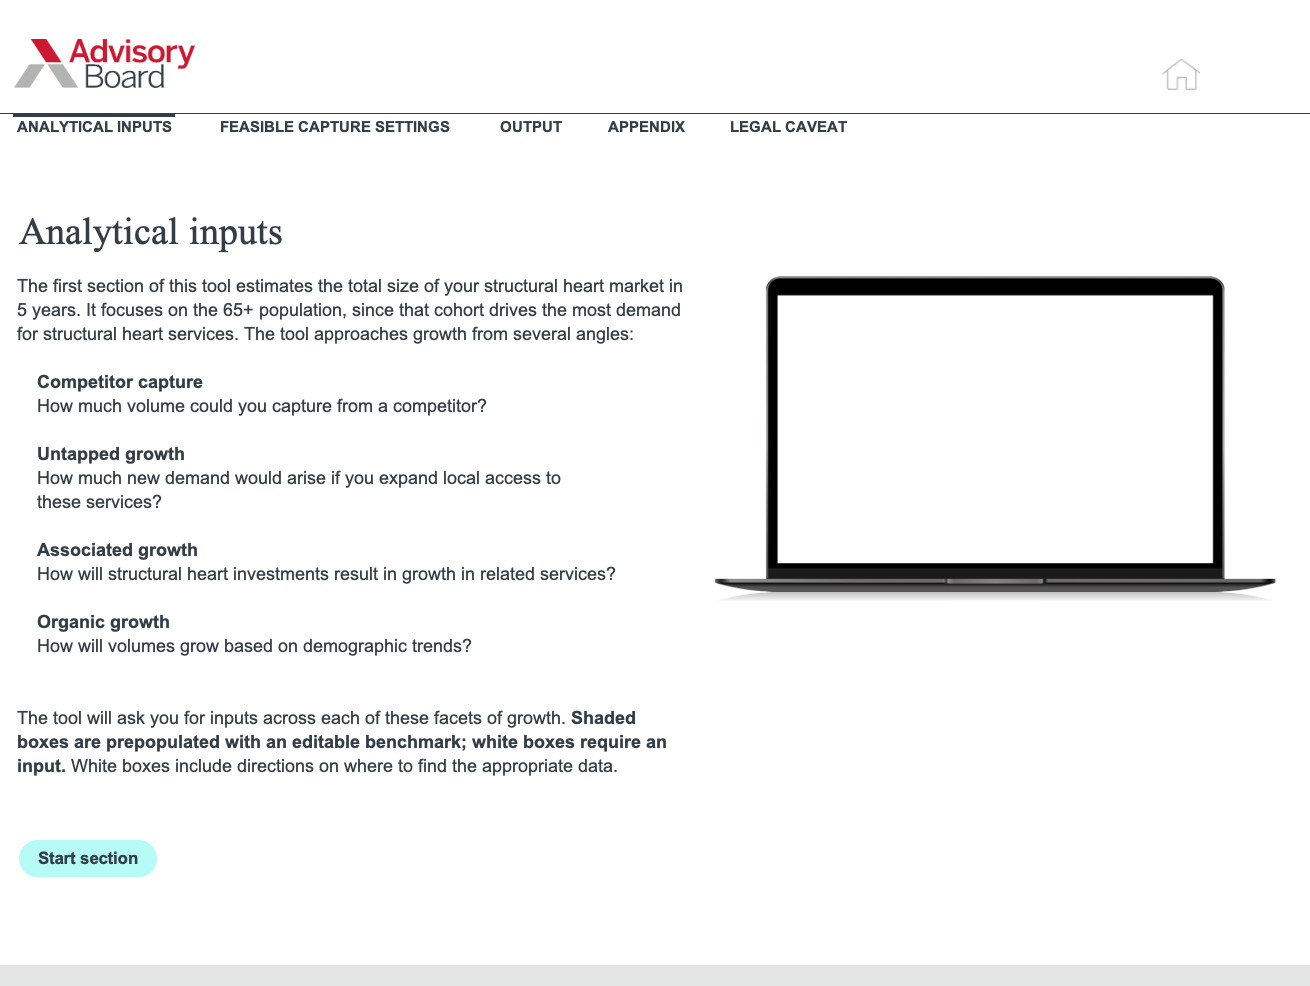 Advisory
Board
ANALYTICAL INPUTS
FEASIBLE CAPTURE SETTINGS
OUTPUT
APPENDIX
LEGAL CAVEAT
Analytical inputs
The first section of this tool estimates the total size of your structural heart market in
5 years. It focuses on the 65+ population, since that cohort drives the most demand
for structural heart services. The tool approaches growth from several angles:
Competitor capture
How much volume could you capture from a competitor?
Untapped growth
How much new demand would arise if you expand local access to
these services?
Associated growth
How will structural heart investments result in growth in related services?
Organic growth
How will volumes grow based on demographic trends?
The tool will ask you for inputs across each of these facets of growth. Shaded
boxes are prepopulated with an editable benchmark; white boxes require an
input. White boxes include directions on where to find the appropriate data.
Start section